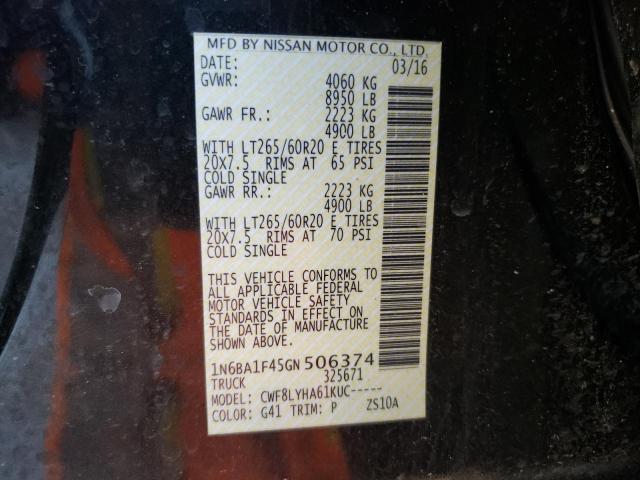 MFD BY NISSAN MOTOR CO., LTD.
DATE: 03/16
GVWR: 4060 KG
8950 LB
GAWR FR.: 2223 KG
4900 LB
WITH LT265/60R20 E TIRES
20X7.5 RIMS AT 65 PSI
COLD SINGLE
GAWR RR.: 2223 KG
4900 LB
WITH LT265/60R20 E TIRES
20X7.5 RIMS AT 70 PSI
COLD SINGLE
THIS VEHICLE CONFORMS TO
ALL APPLICABLE FEDERAL
MOTOR VEHICLE SAFETY
STANDARDS IN EFFECT ON
THE DATE OF MANUFACTURE
SHOWN ABOVE.
1N6BA1F45GN506374
TRUCK 325671
MODEL: CWF8LYHA61KUC-----
COLOR: G41 TRIM: P ZS10A